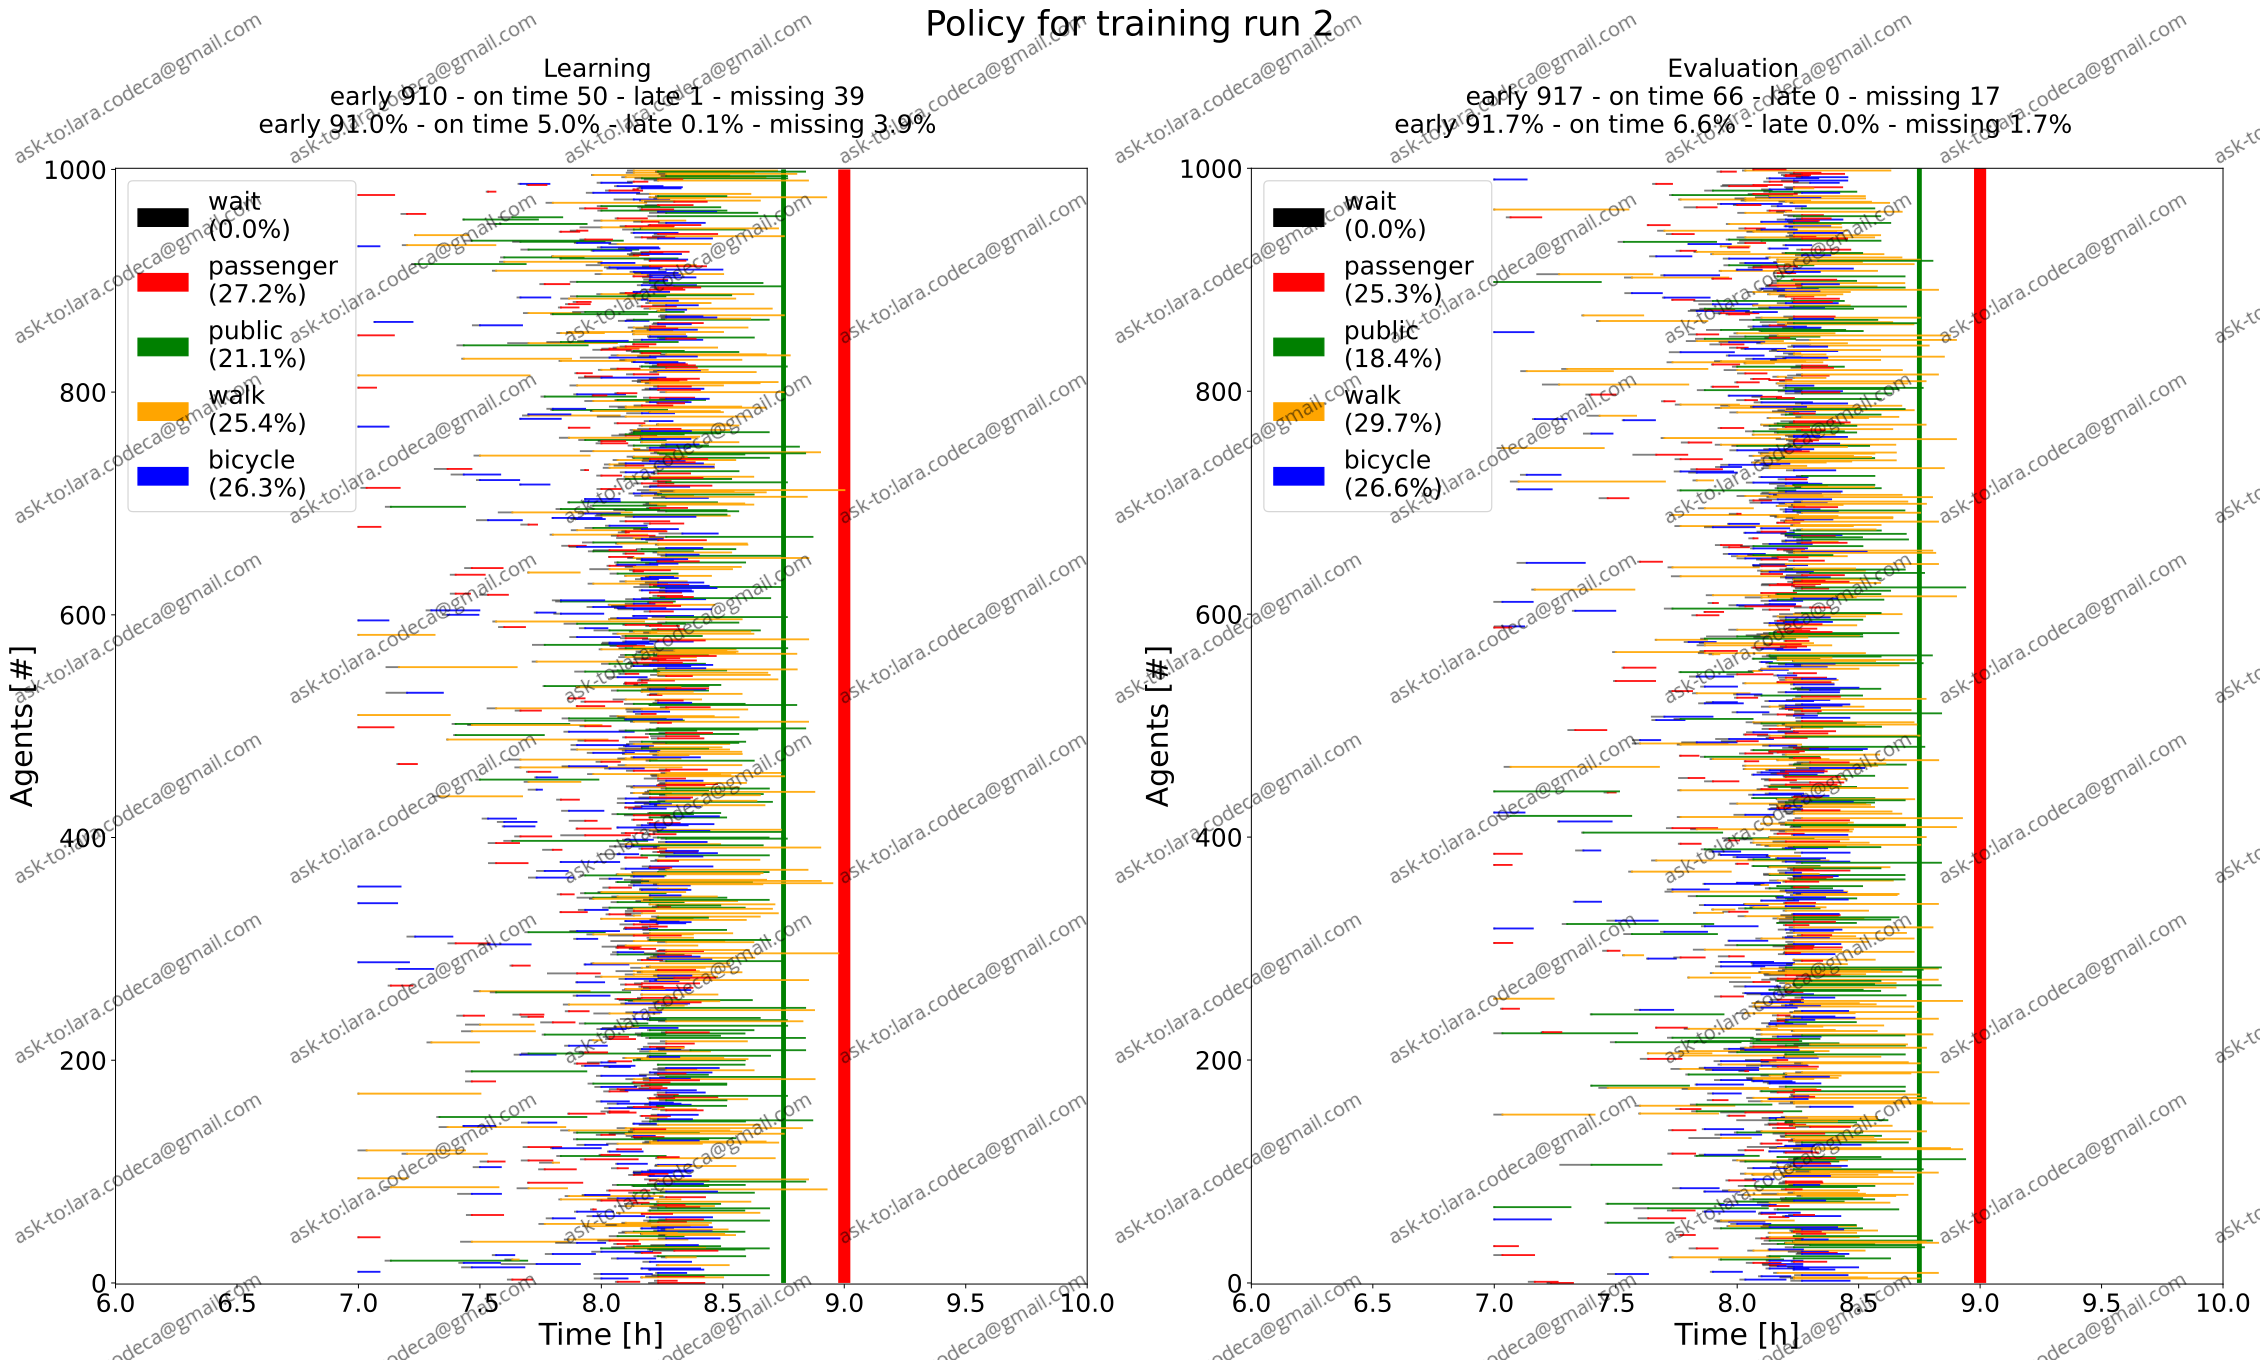 Policy for training run 2
Learning
early 910 - on time 50 - late 1 - missing 39
early 91.0% - on time 5.0% - late 0.1% - missing 3.9%
1000
800
600
400
200
0
Agents [#]
wait
(0.0%)
passenger
(27.2%)
public
(21.1%)
walk
(25.4%)
bicycle
(26.3%)
6.0 6.5 7.0 7.5 8.0 8.5 9.0 9.5 10.0
Time [h]
Evaluation
early 917 - on time 66 - late 0 - missing 17
early 91.7% - on time 6.6% - late 0.0% - missing 1.7%
1000
800
600
400
200
0
Agents [#]
wait
(0.0%)
passenger
(25.3%)
public
(18.4%)
walk
(29.7%)
bicycle
(26.6%)
6.0 6.5 7.0 7.5 8.0 8.5 9.0 9.5 10.0
Time [h]
ask-to:lara.codeca@gmail.com